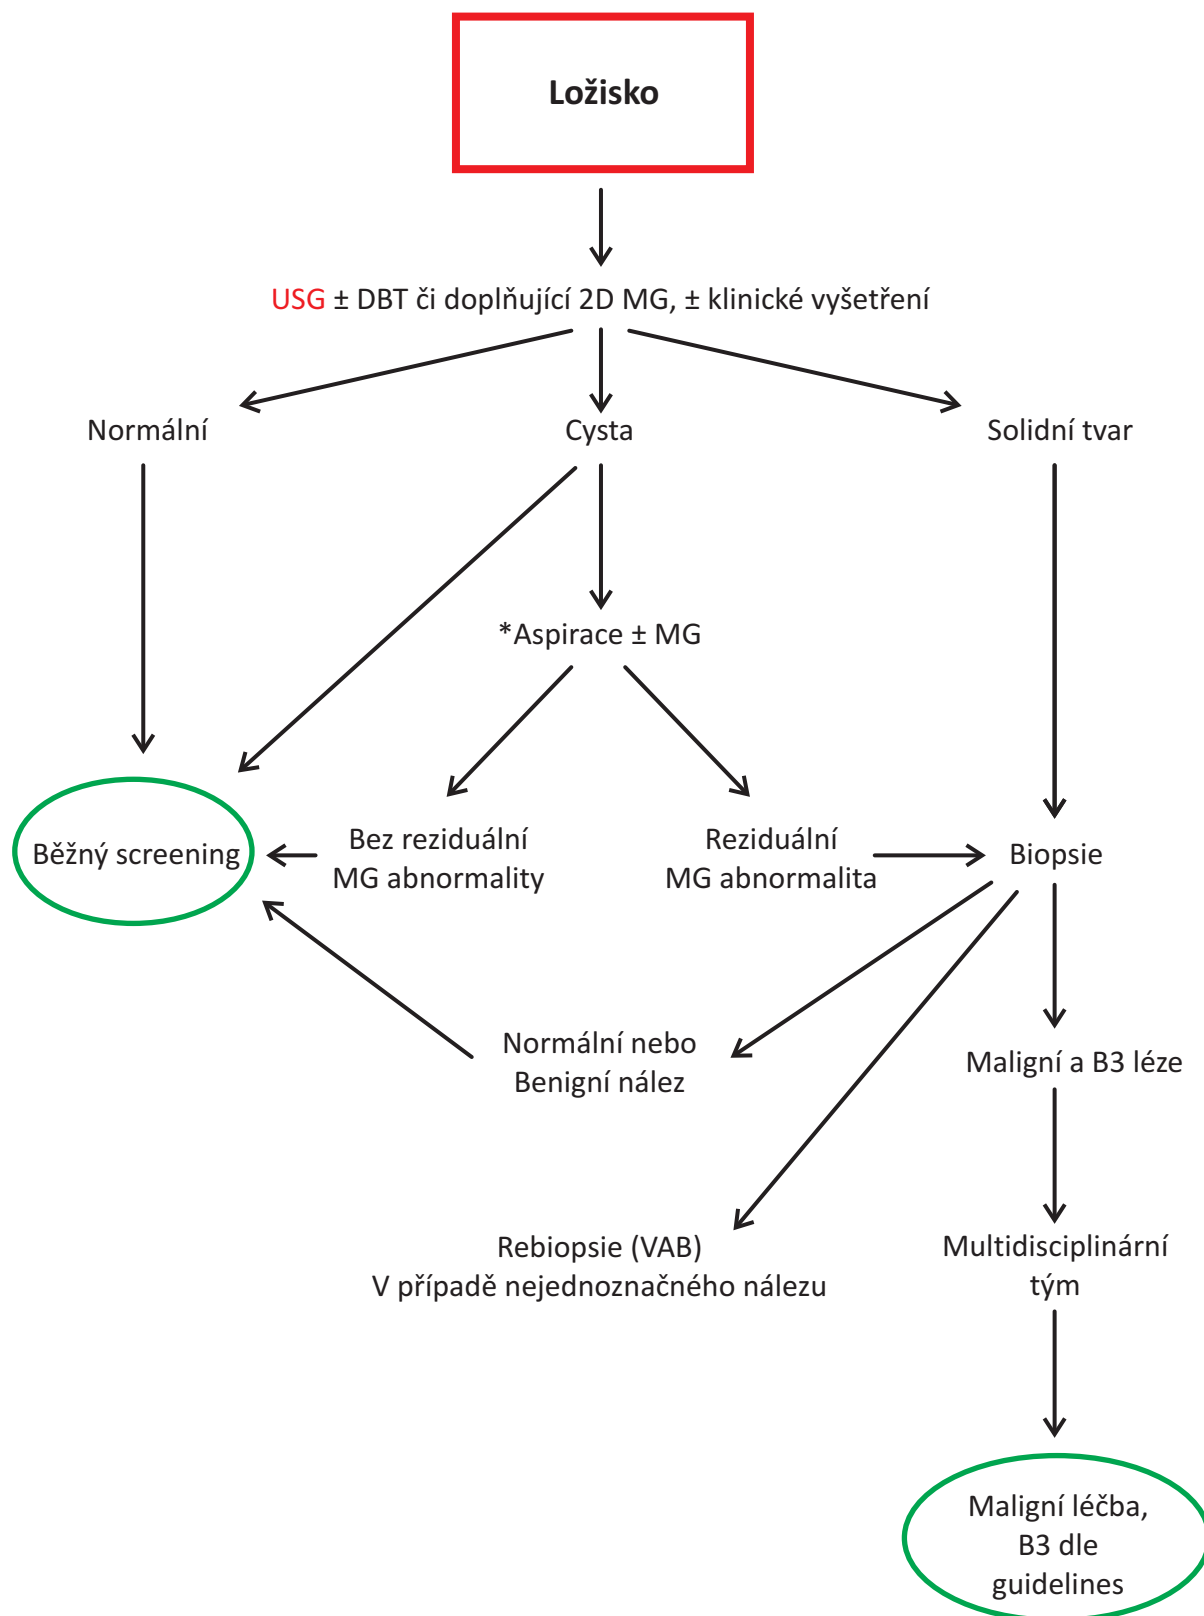 Ložisko
USG ± DBT či doplňující 2D MG, ± klinické vyšetření
Normální
Cysta
Solidní tvar
*Aspirace ± MG
Běžný screening
Bez reziduální
MG abnormality
Reziduální
MG abnormalita
Biopsie
Normální nebo
Benigní nález
Maligní a B3 léze
Rebiopsie (VAB)
V případě nejednoznačného nálezu
Multidisciplinární
tým
Maligní léčba,
B3 dle
guidelines